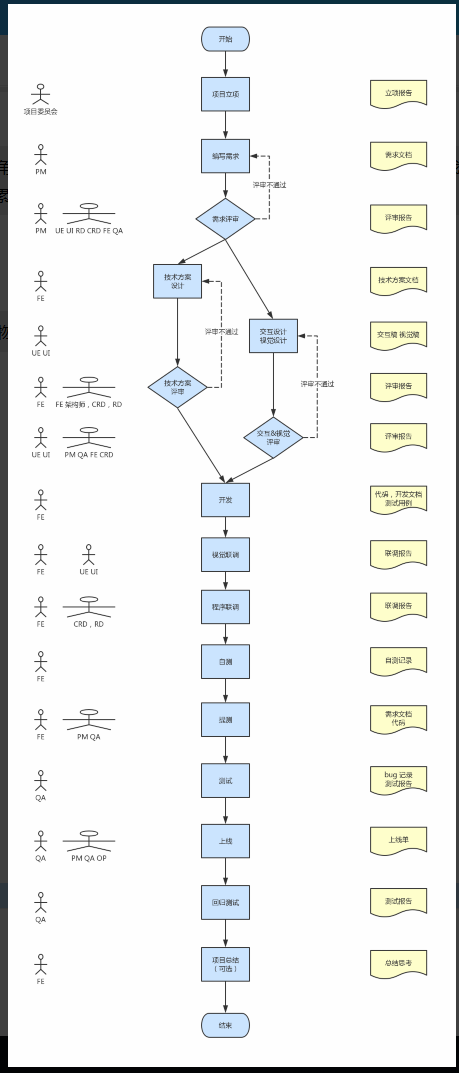 开始
项目委员会
项目立项
立项报告
PM
编写需求
需求文档
评审不通过
PM
UE UI RD CRD FE QA
需求评审
评审报告
FE
技术方案
设计
技术方案文档
UE UI
评审不通过
交互设计
视觉设计
交互稿 视觉稿
FE
FE 架构师，CRD，RD
技术方案
评审
评审不通过
评审报告
UE UI
PM QA FE CRD
交互&视觉
评审
评审报告
FE
开发
代码，开发文档
测试用例
FE
UE UI
视觉联调
联调报告
FE
CRD，RD
程序联调
联调报告
FE
自测
自测记录
FE
PM QA
提测
需求文档
代码
QA
测试
bug 记录
测试报告
QA
PM QA OP
上线
上线单
QA
回归测试
测试报告
FE
项目总结
（可选）
总结思考
结束